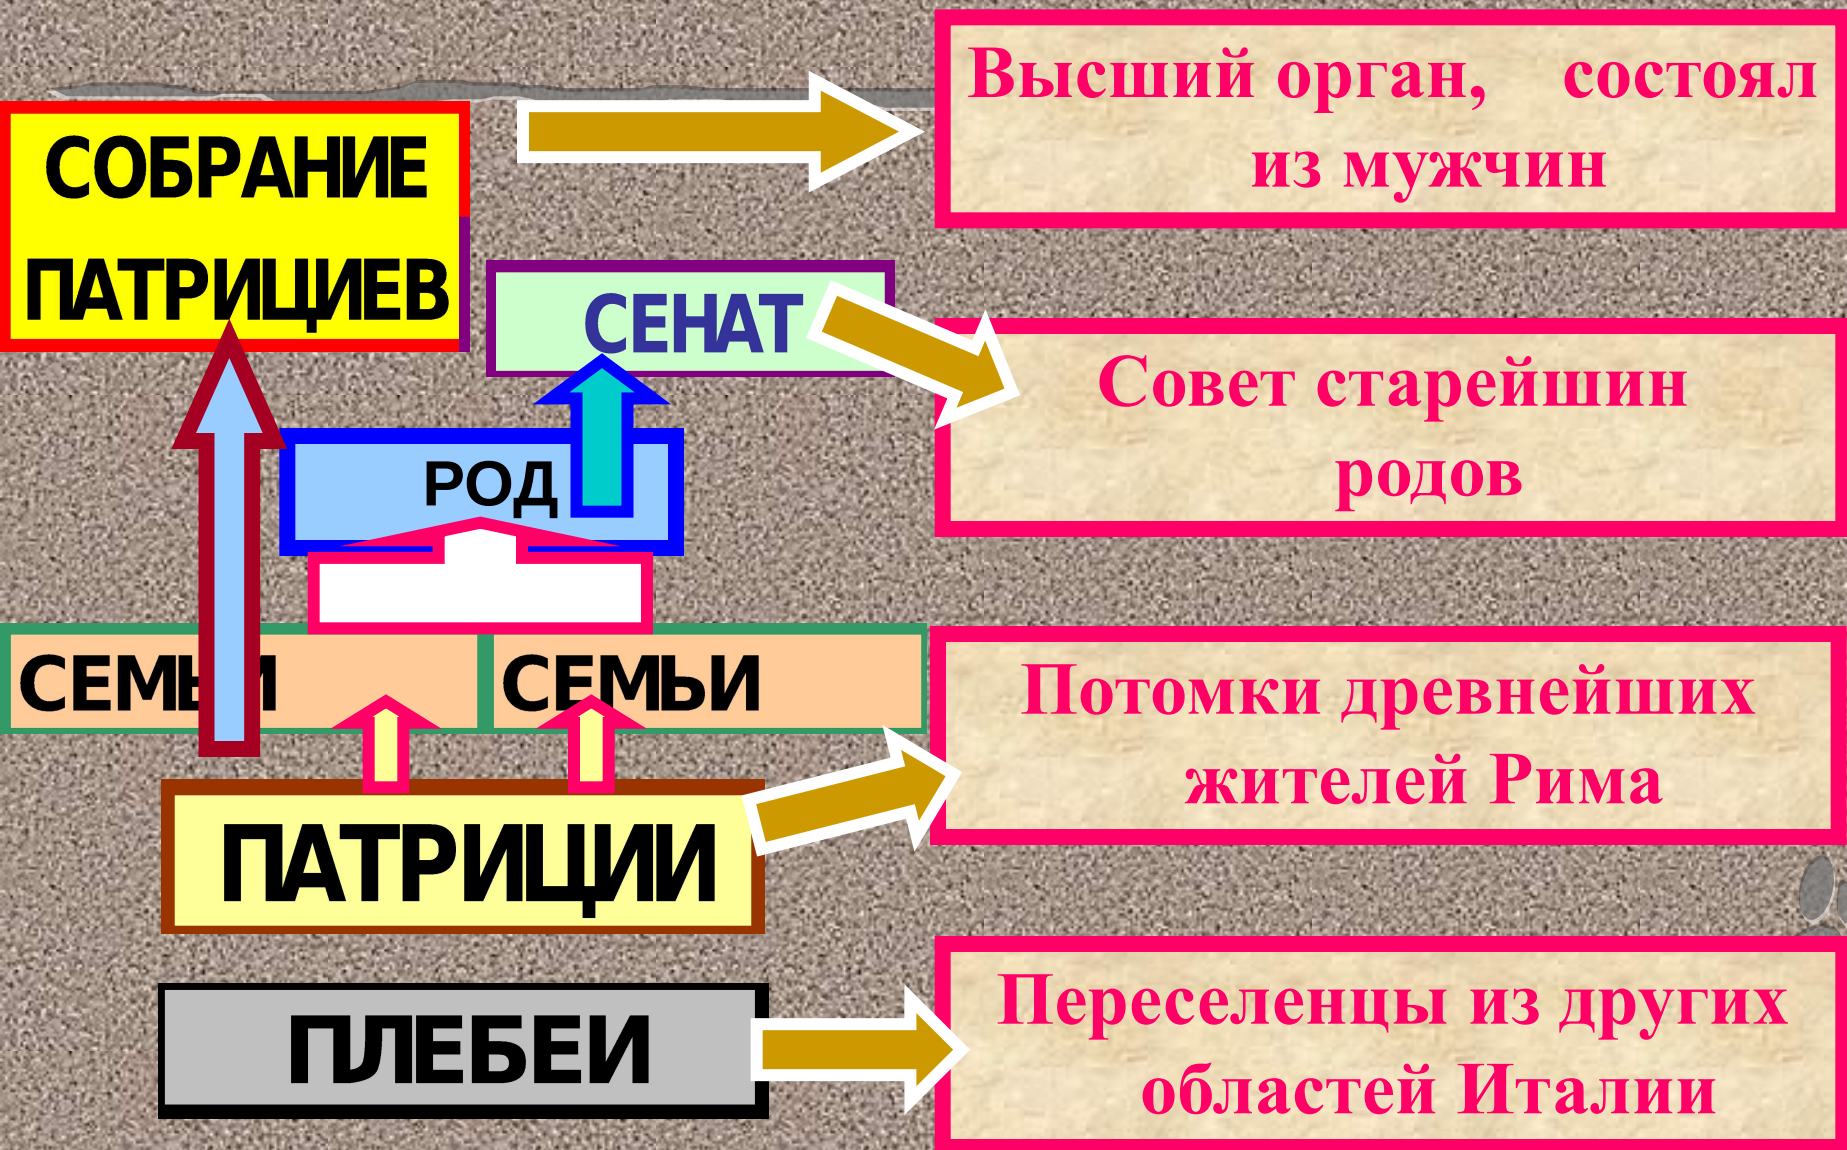 СОБРАНИЕ
ПАТРИЦИЕВ
Высший орган, состоял
из мужчин
СЕНАТ
Совет старейшин
родов
РОД
СЕМЬИ
СЕМЬИ
Потомки древнейших
жителей Рима
ПАТРИЦИИ
ПЛЕБЕИ
Переселенцы из других
областей Италии